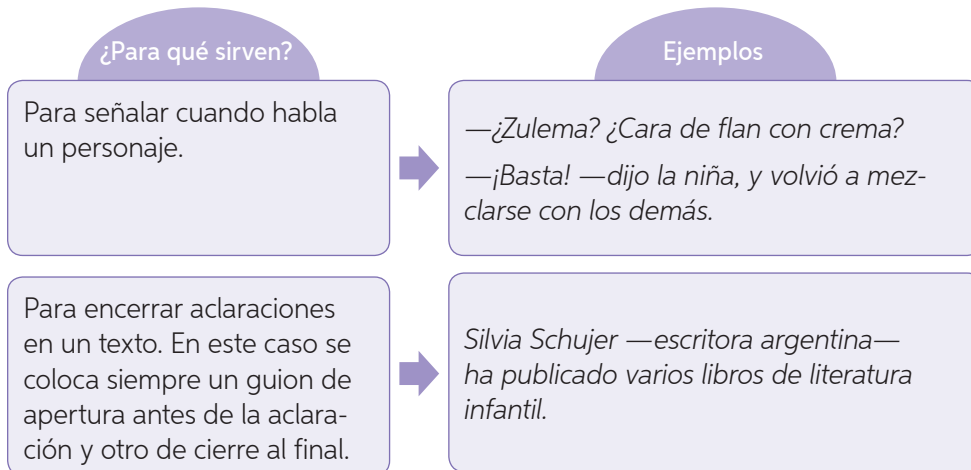 ¿Para qué sirven?
Ejemplos
Para señalar cuando habla
un personaje.
—¿Zulema? ¿Cara de flan con crema?
—¡Basta! —dijo la niña, y volvió a mez-
clarse con los demás.
Para encerrar aclaraciones
en un texto. En este caso se
coloca siempre un guion de
apertura antes de la aclara-
ción y otro de cierre al final.
Silvia Schujer —escritora argentina—
ha publicado varios libros de literatura
infantil.